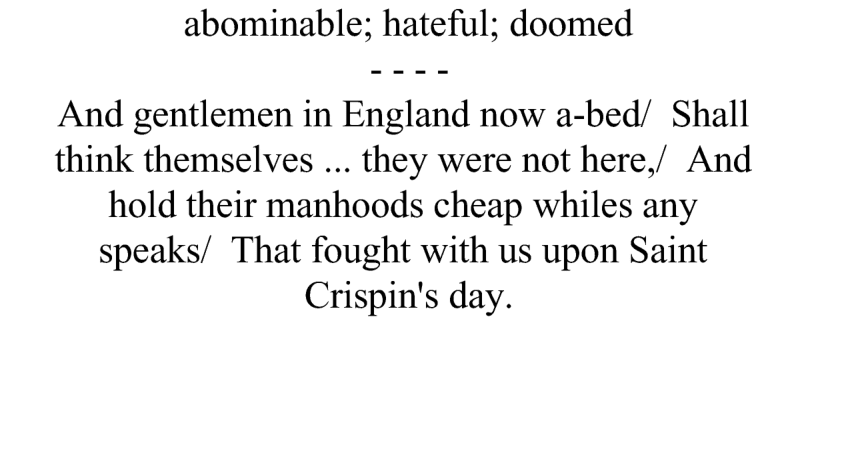 abominable; hateful; doomed
- - - -
And gentlemen in England now a-bed/  Shall
think themselves ... they were not here,/  And
hold their manhoods cheap whiles any
speaks/  That fought with us upon Saint
Crispin's day.